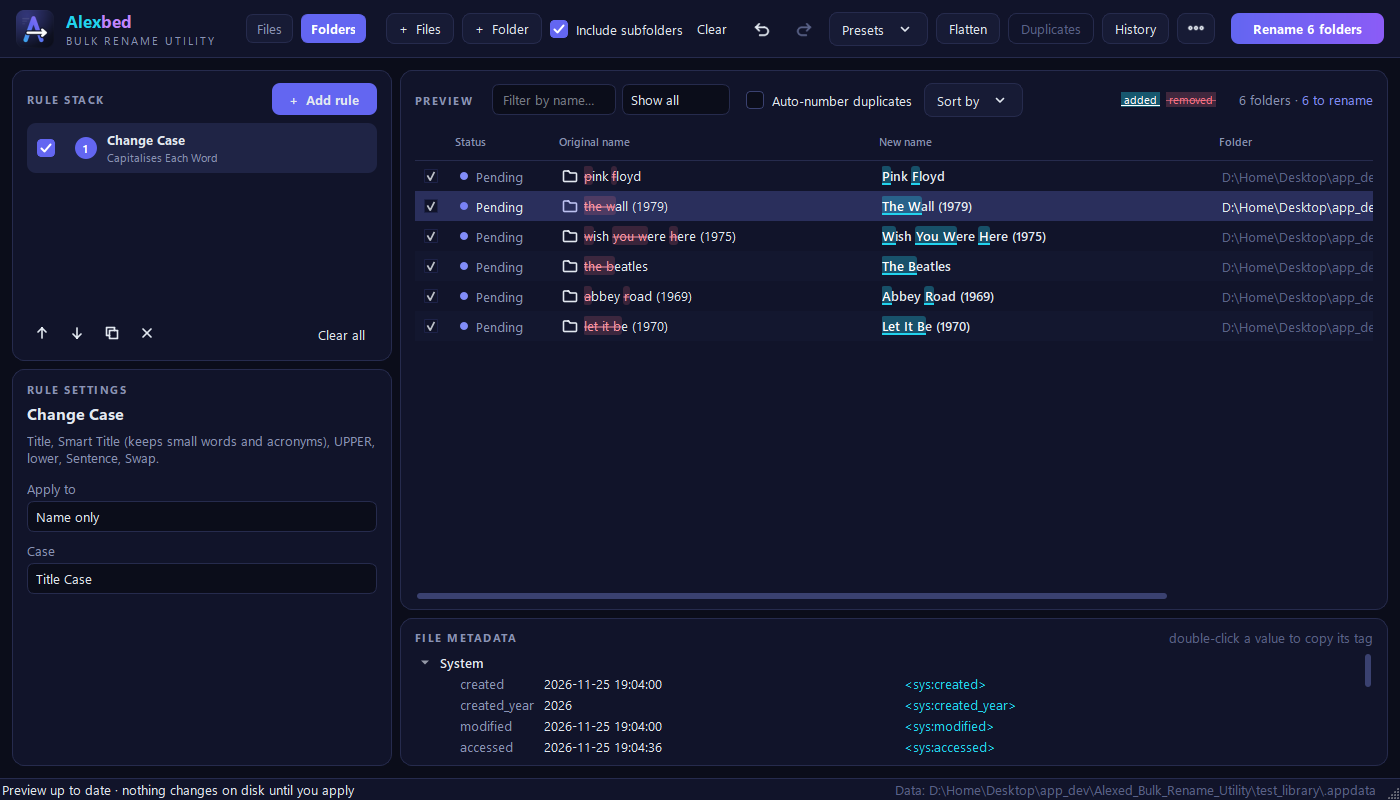 Alexbed
BULK RENAME UTILITY
Files
Folders
+ Files
+ Folder
Include subfolders
Clear
Presets
Flatten
Duplicates
History
•••
Rename 6 folders
RULE STACK
+ Add rule
1
Change Case
Capitalises Each Word
Clear all
RULE SETTINGS
Change Case
Title, Smart Title (keeps small words and acronyms), UPPER,
lower, Sentence, Swap.
Apply to
Name only
Case
Title Case
PREVIEW
Filter by name...
Show all
Auto-number duplicates
Sort by
added
removed
6 folders · 6 to rename
Status Original name New name Folder
Pending pink floyd Pink Floyd D:\Home\Desktop\app_de
Pending the wall (1979) The Wall (1979) D:\Home\Desktop\app_de
Pending wish you were here (1975) Wish You Were Here (1975) D:\Home\Desktop\app_de
Pending the beatles The Beatles D:\Home\Desktop\app_de
Pending abbey road (1969) Abbey Road (1969) D:\Home\Desktop\app_de
Pending let it be (1970) Let It Be (1970) D:\Home\Desktop\app_de
FILE METADATA
double-click a value to copy its tag
System
created 2026-11-25 19:04:00 <sys:created>
created_year 2026 <sys:created_year>
modified 2026-11-25 19:04:00 <sys:modified>
accessed 2026-11-25 19:04:36 <sys:accessed>
Preview up to date · nothing changes on disk until you apply
Data: D:\Home\Desktop\app_dev\Alexed_Bulk_Rename_Utility\test_library\.appdata